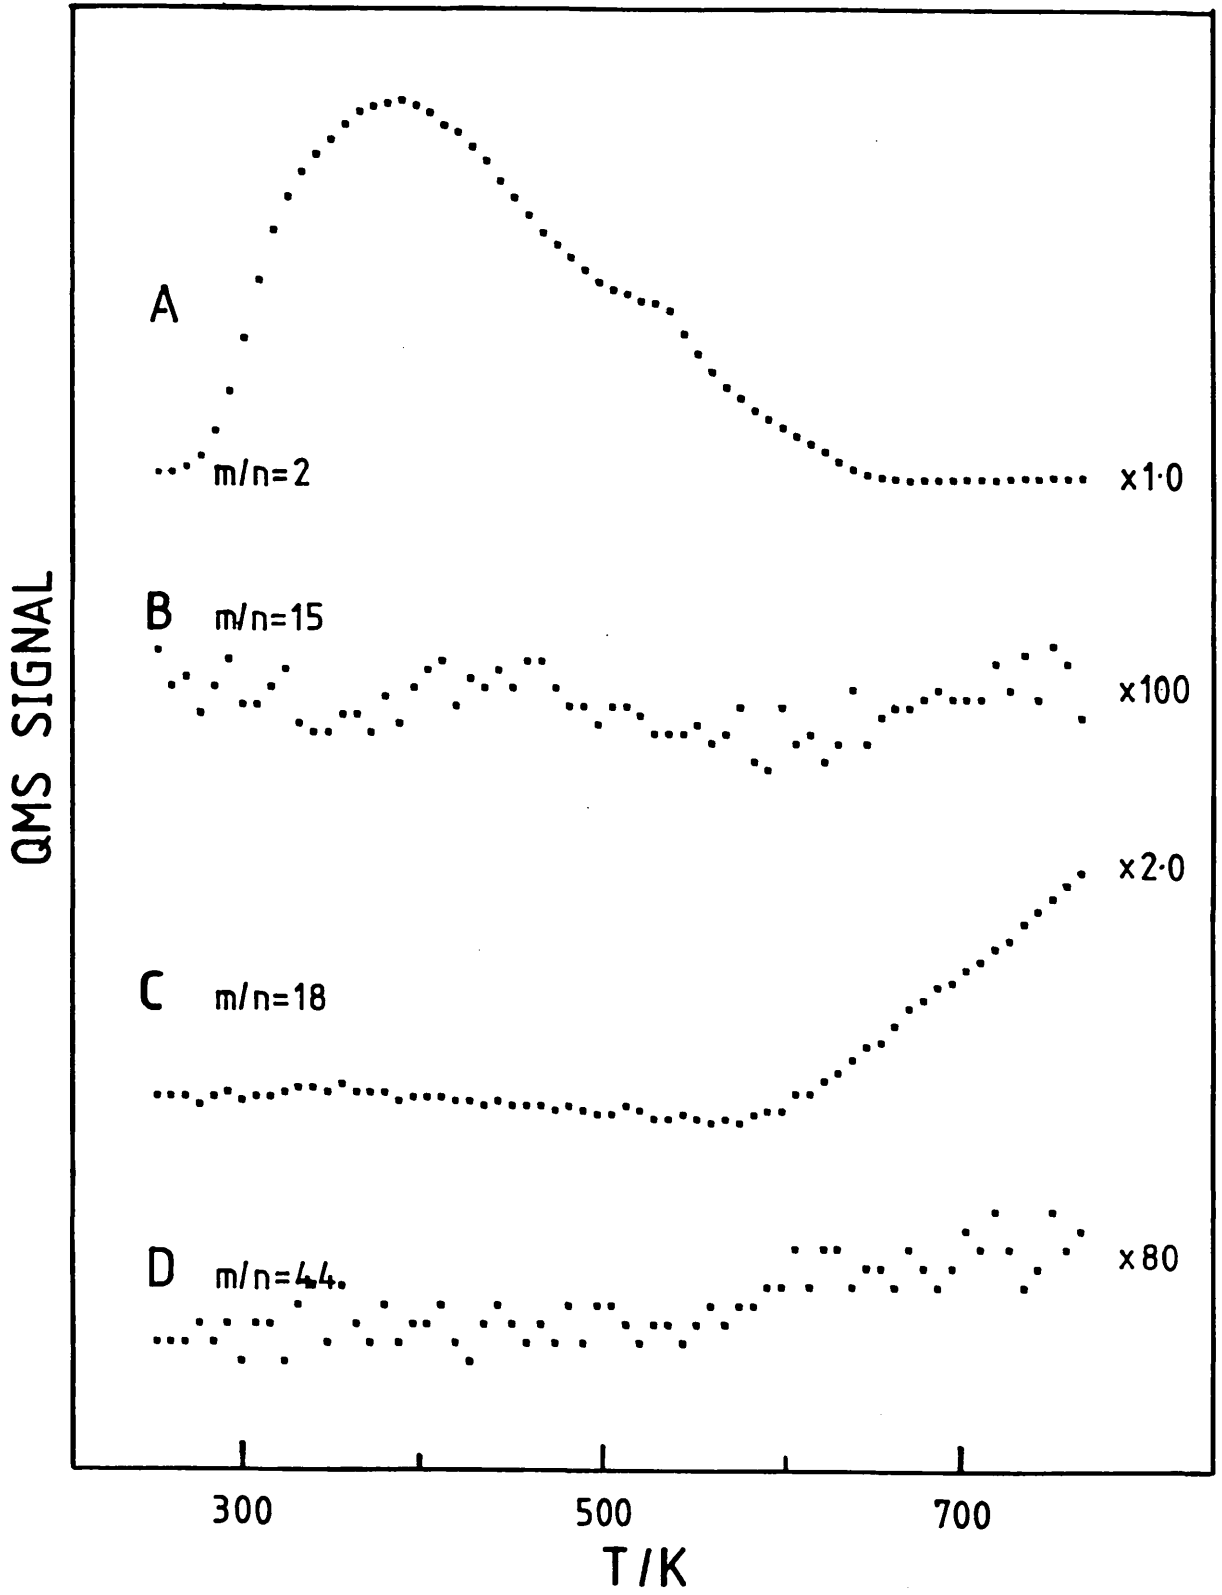 A
m/n=2
x1·0
B
m/n=15
x100
x2·0
C
m/n=18
D
m/n=44.
x80
QMS SIGNAL
300
500
700
T/K